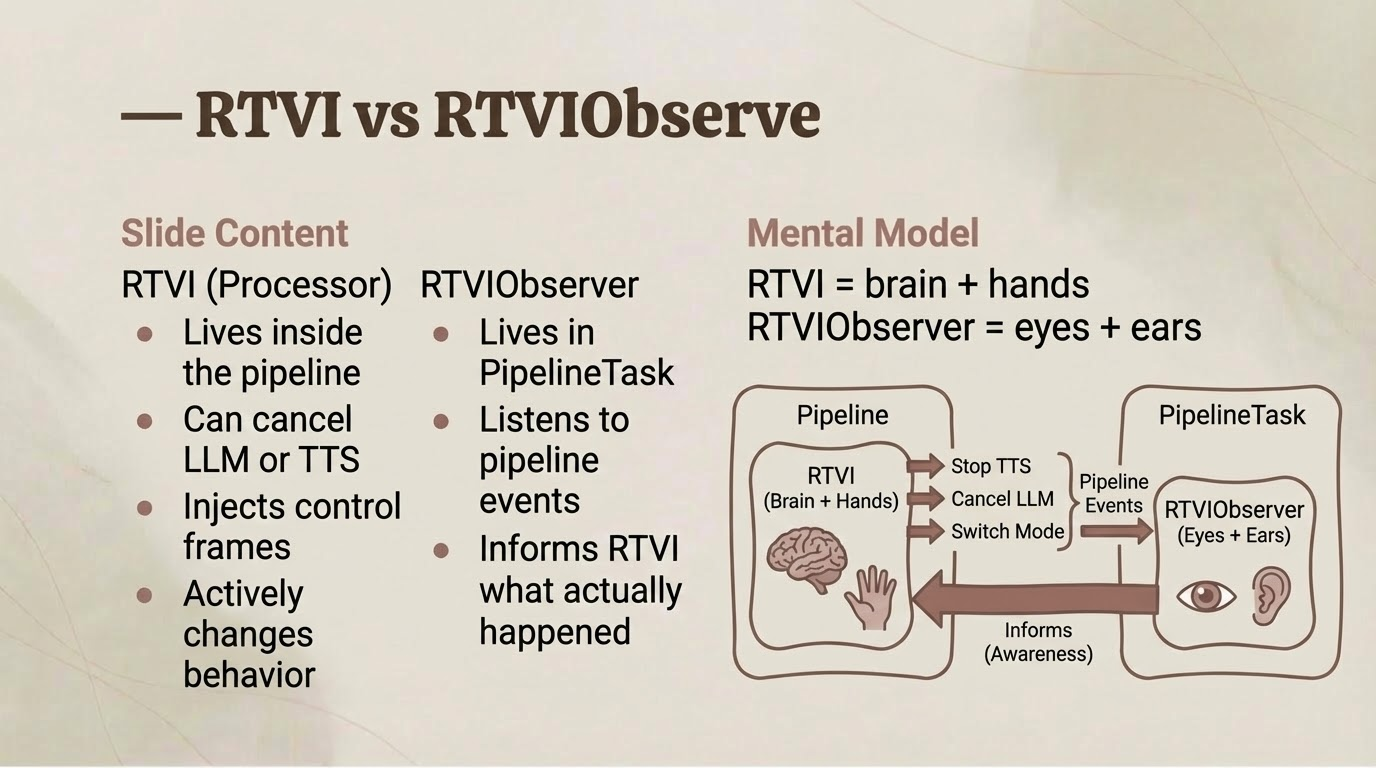 — RTVI vs RTVIObserve
Slide Content
RTVI (Processor)
Lives inside
the pipeline
Can cancel
LLM or TTS
Injects control
frames
Actively
changes
behavior
RTVIObserver
Lives in
PipelineTask
Listens to
pipeline
events
Informs RTVI
what actually
happened
Mental Model
RTVI = brain + hands
RTVIObserver = eyes + ears
Pipeline
RTVI
(Brain + Hands)
Stop TTS
Cancel LLM
Switch Mode
Pipeline
Events
PipelineTask
RTVIObserver
(Eyes + Ears)
Informs
(Awareness)